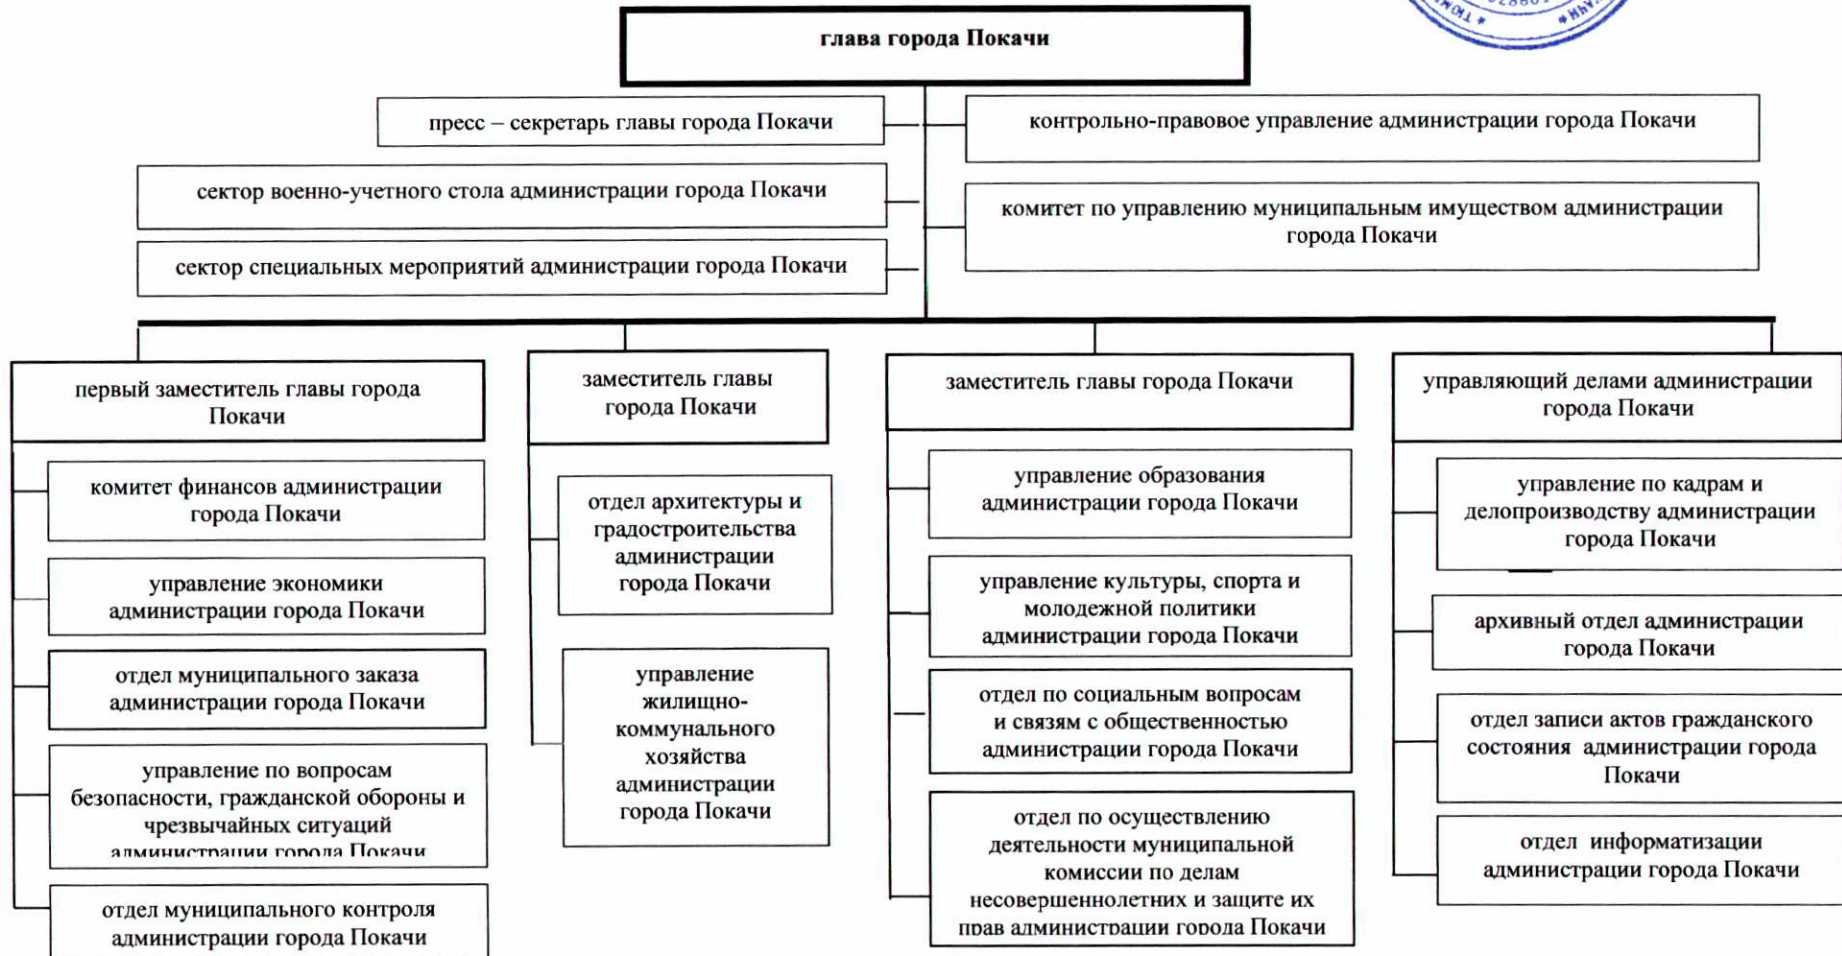 глава города Покачи
пресс – секретарь главы города Покачи
контрольно-правовое управление администрации города Покачи
сектор военно-учетного стола администрации города Покачи
комитет по управлению муниципальным имуществом администрации
города Покачи
сектор специальных мероприятий администрации города Покачи
первый заместитель главы города
Покачи
комитет финансов администрации
города Покачи
управление экономики
администрации города Покачи
отдел муниципального заказа
администрации города Покачи
управление по вопросам
безопасности, гражданской обороны и
чрезвычайных ситуаций
администрации города Покачи
отдел муниципального контроля
администрации города Покачи
заместитель главы
города Покачи
отдел архитектуры и
градостроительства
администрации
города Покачи
управление
жилищно-
коммунального
хозяйства
администрации
города Покачи
заместитель главы города Покачи
управление образования
администрации города Покачи
управление культуры, спорта и
молодежной политики
администрации города Покачи
отдел по социальным вопросам
и связям с общественностью
администрации города Покачи
отдел по осуществлению
деятельности муниципальной
комиссии по делам
несовершеннолетних и защите их
прав администрации города Покачи
управляющий делами администрации
города Покачи
управление по кадрам и
делопроизводству администрации
города Покачи
архивный отдел администрации
города Покачи
отдел записи актов гражданского
состояния администрации города
Покачи
отдел информатизации
администрации города Покачи